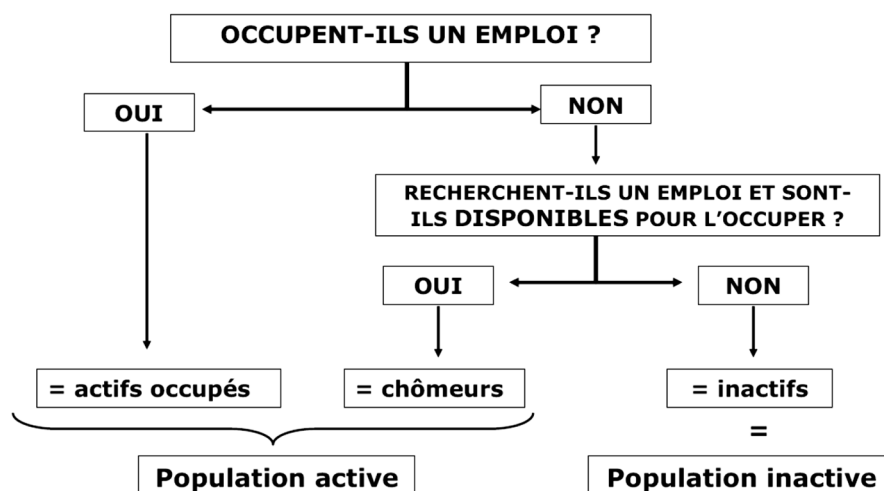 OCCUPENT-ILS UN EMPLOI ?
OUI
NON
RECHERCHENT-ILS UN EMPLOI ET SONT-
ILS DISPONIBLES POUR L’OCCUPER ?
OUI
NON
= actifs occupés
= chômeurs
= inactifs
=
Population active
Population inactive